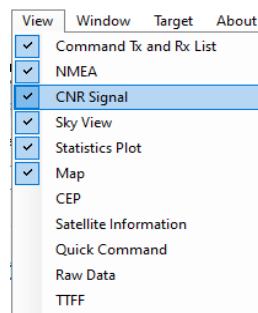 View Window Target About
Command Tx and Rx List
NMEA
CNR Signal
Sky View
Statistics Plot
Map
CEP
Satellite Information
Quick Command
Raw Data
TTFF